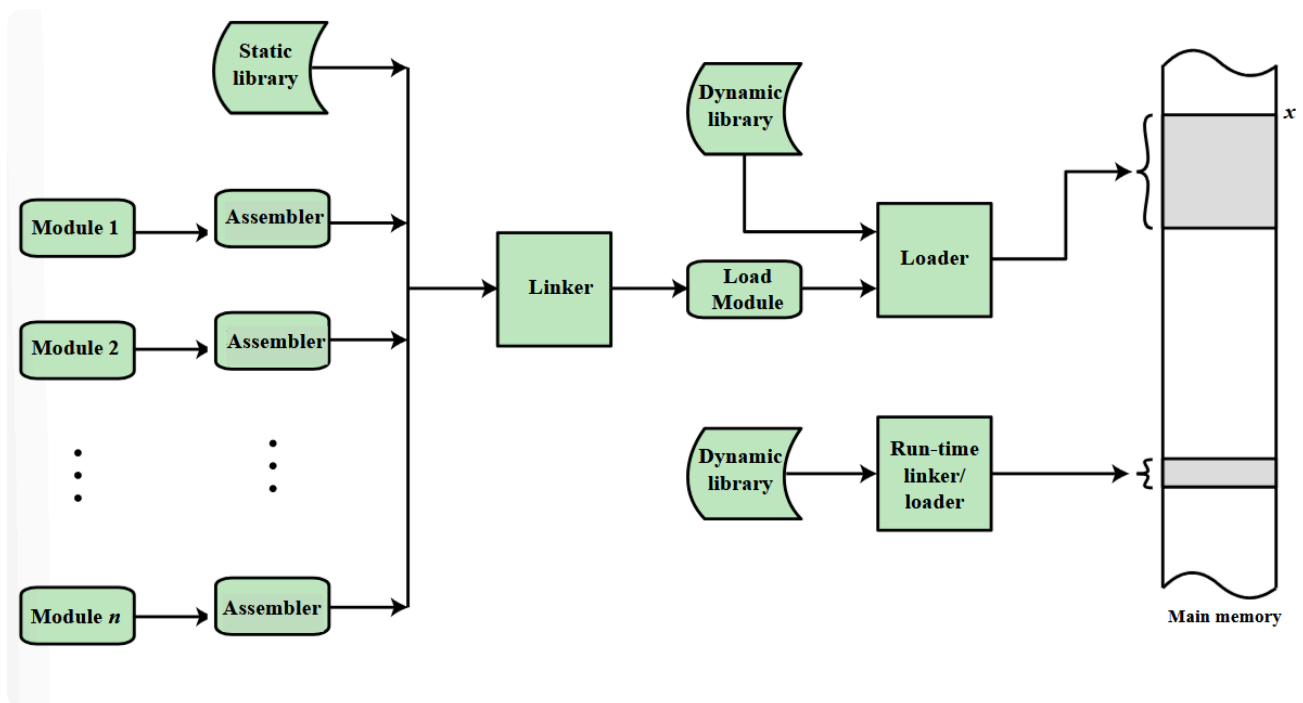 Static
library
Dynamic
library
x
Module 1
Assembler
Linker
Load
Module
Loader
Module 2
Assembler
Dynamic
library
Run-time
linker/
loader
Module n
Assembler
Main memory